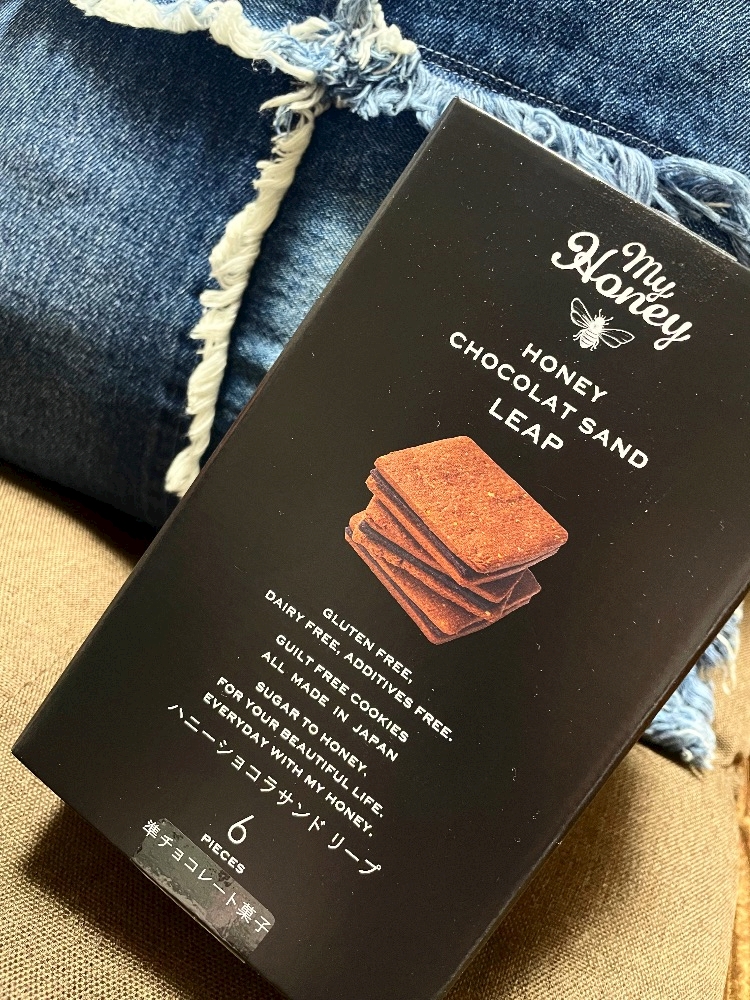 My
Honey
HONEY
CHOCOLAT SAND
LEAP
GLUTEN FREE,
DAIRY FREE, ADDITIVES FREE.
GUILT FREE COOKIES
ALL MADE IN JAPAN
SUGAR TO HONEY.
FOR YOUR BEAUTIFUL LIFE.
EVERYDAY WITH MY HONEY.
ハニーショコラサンド リープ
6
PIECES
準チョコレート菓子